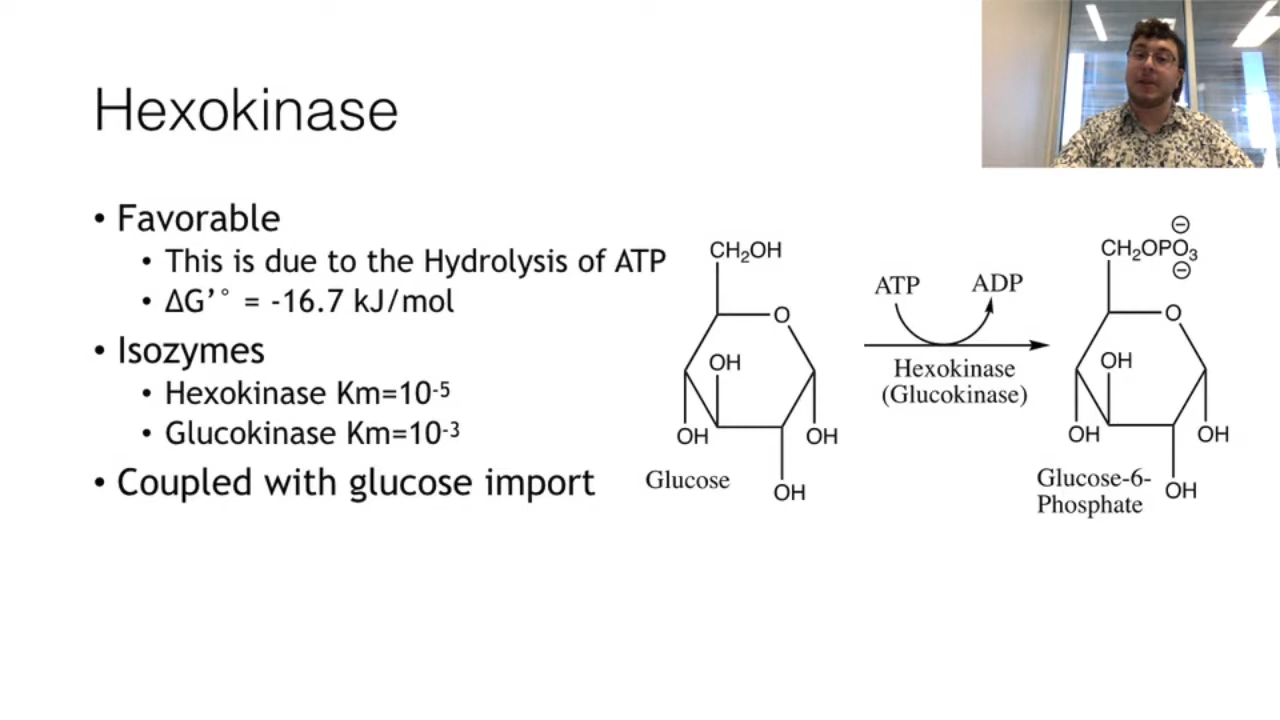 Hexokinase
• Favorable
• This is due to the Hydrolysis of ATP
• ΔG’° = -16.7 kJ/mol
• Isozymes
• Hexokinase Km=10⁻⁵
• Glucokinase Km=10⁻³
• Coupled with glucose import
CH₂OH
O
OH
OH
OH
OH
Glucose
ATP
ADP
Hexokinase
(Glucokinase)
⊖
CH₂OPO₃
⊖
O
OH
OH
OH
OH
Glucose-6-
Phosphate